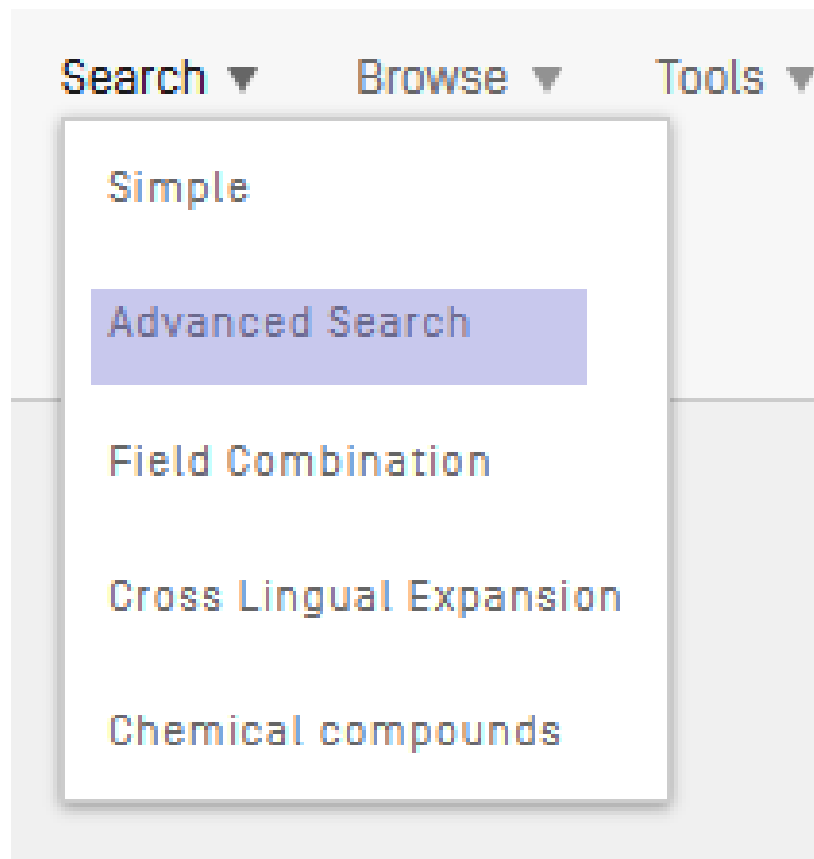 Search ▼ Browse ▼ Tools ▼
Simple
Advanced Search
Field Combination
Cross Lingual Expansion
Chemical compounds